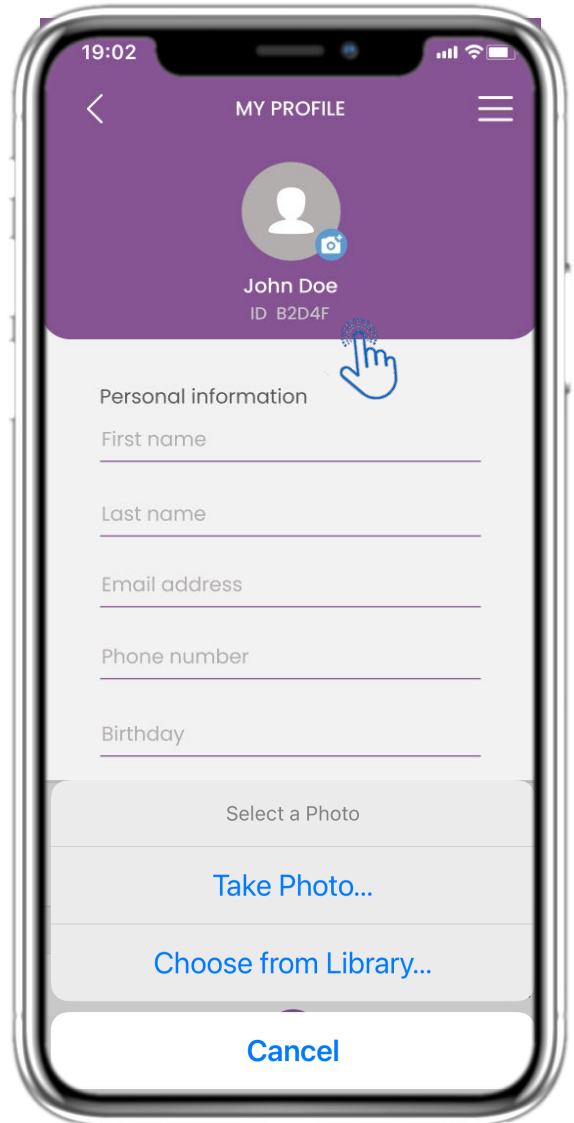 19:02
MY PROFILE
John Doe
ID B2D4F
Personal information
First name
Last name
Email address
Phone number
Birthday
Select a Photo
Take Photo...
Choose from Library...
Cancel